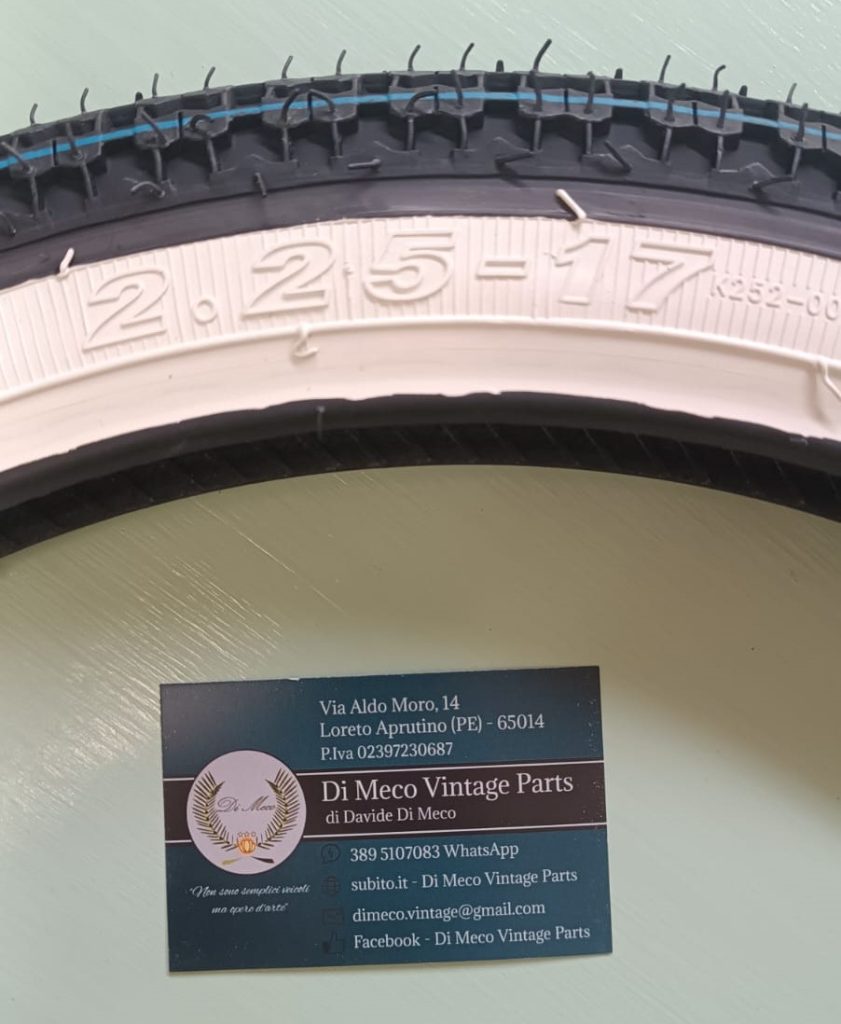 2.25-17
K252-00
Via Aldo Moro, 14
Loreto Aprutino (PE) - 65014
P.Iva 02397230687
Di Meco Vintage Parts
di Davide Di Meco
Di Meco
389 5107083 WhatsApp
subito.it - Di Meco Vintage Parts
"Non sono semplici veicoli
ma opere d'arte"
dimeco.vintage@gmail.com
Facebook - Di Meco Vintage Parts